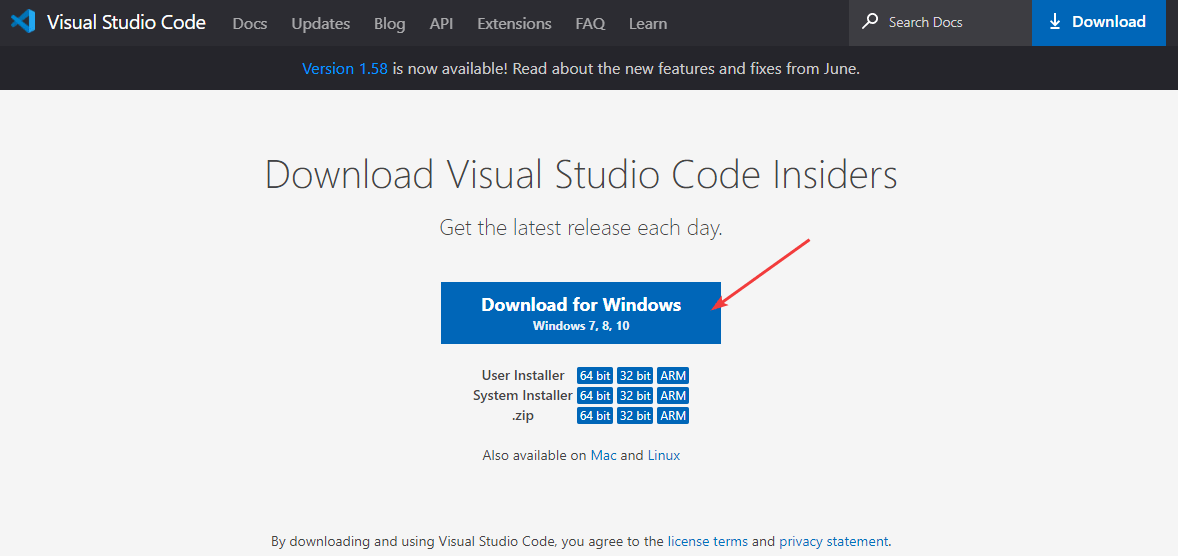 Visual Studio Code Docs Updates Blog API Extensions FAQ Learn Search Docs Download
Version 1.58 is now available! Read about the new features and fixes from June.
Download Visual Studio Code Insiders
Get the latest release each day.
Download for Windows
Windows 7, 8, 10
User Installer 64 bit 32 bit ARM
System Installer 64 bit 32 bit ARM
.zip 64 bit 32 bit ARM
Also available on Mac and Linux
By downloading and using Visual Studio Code, you agree to the license terms and privacy statement.